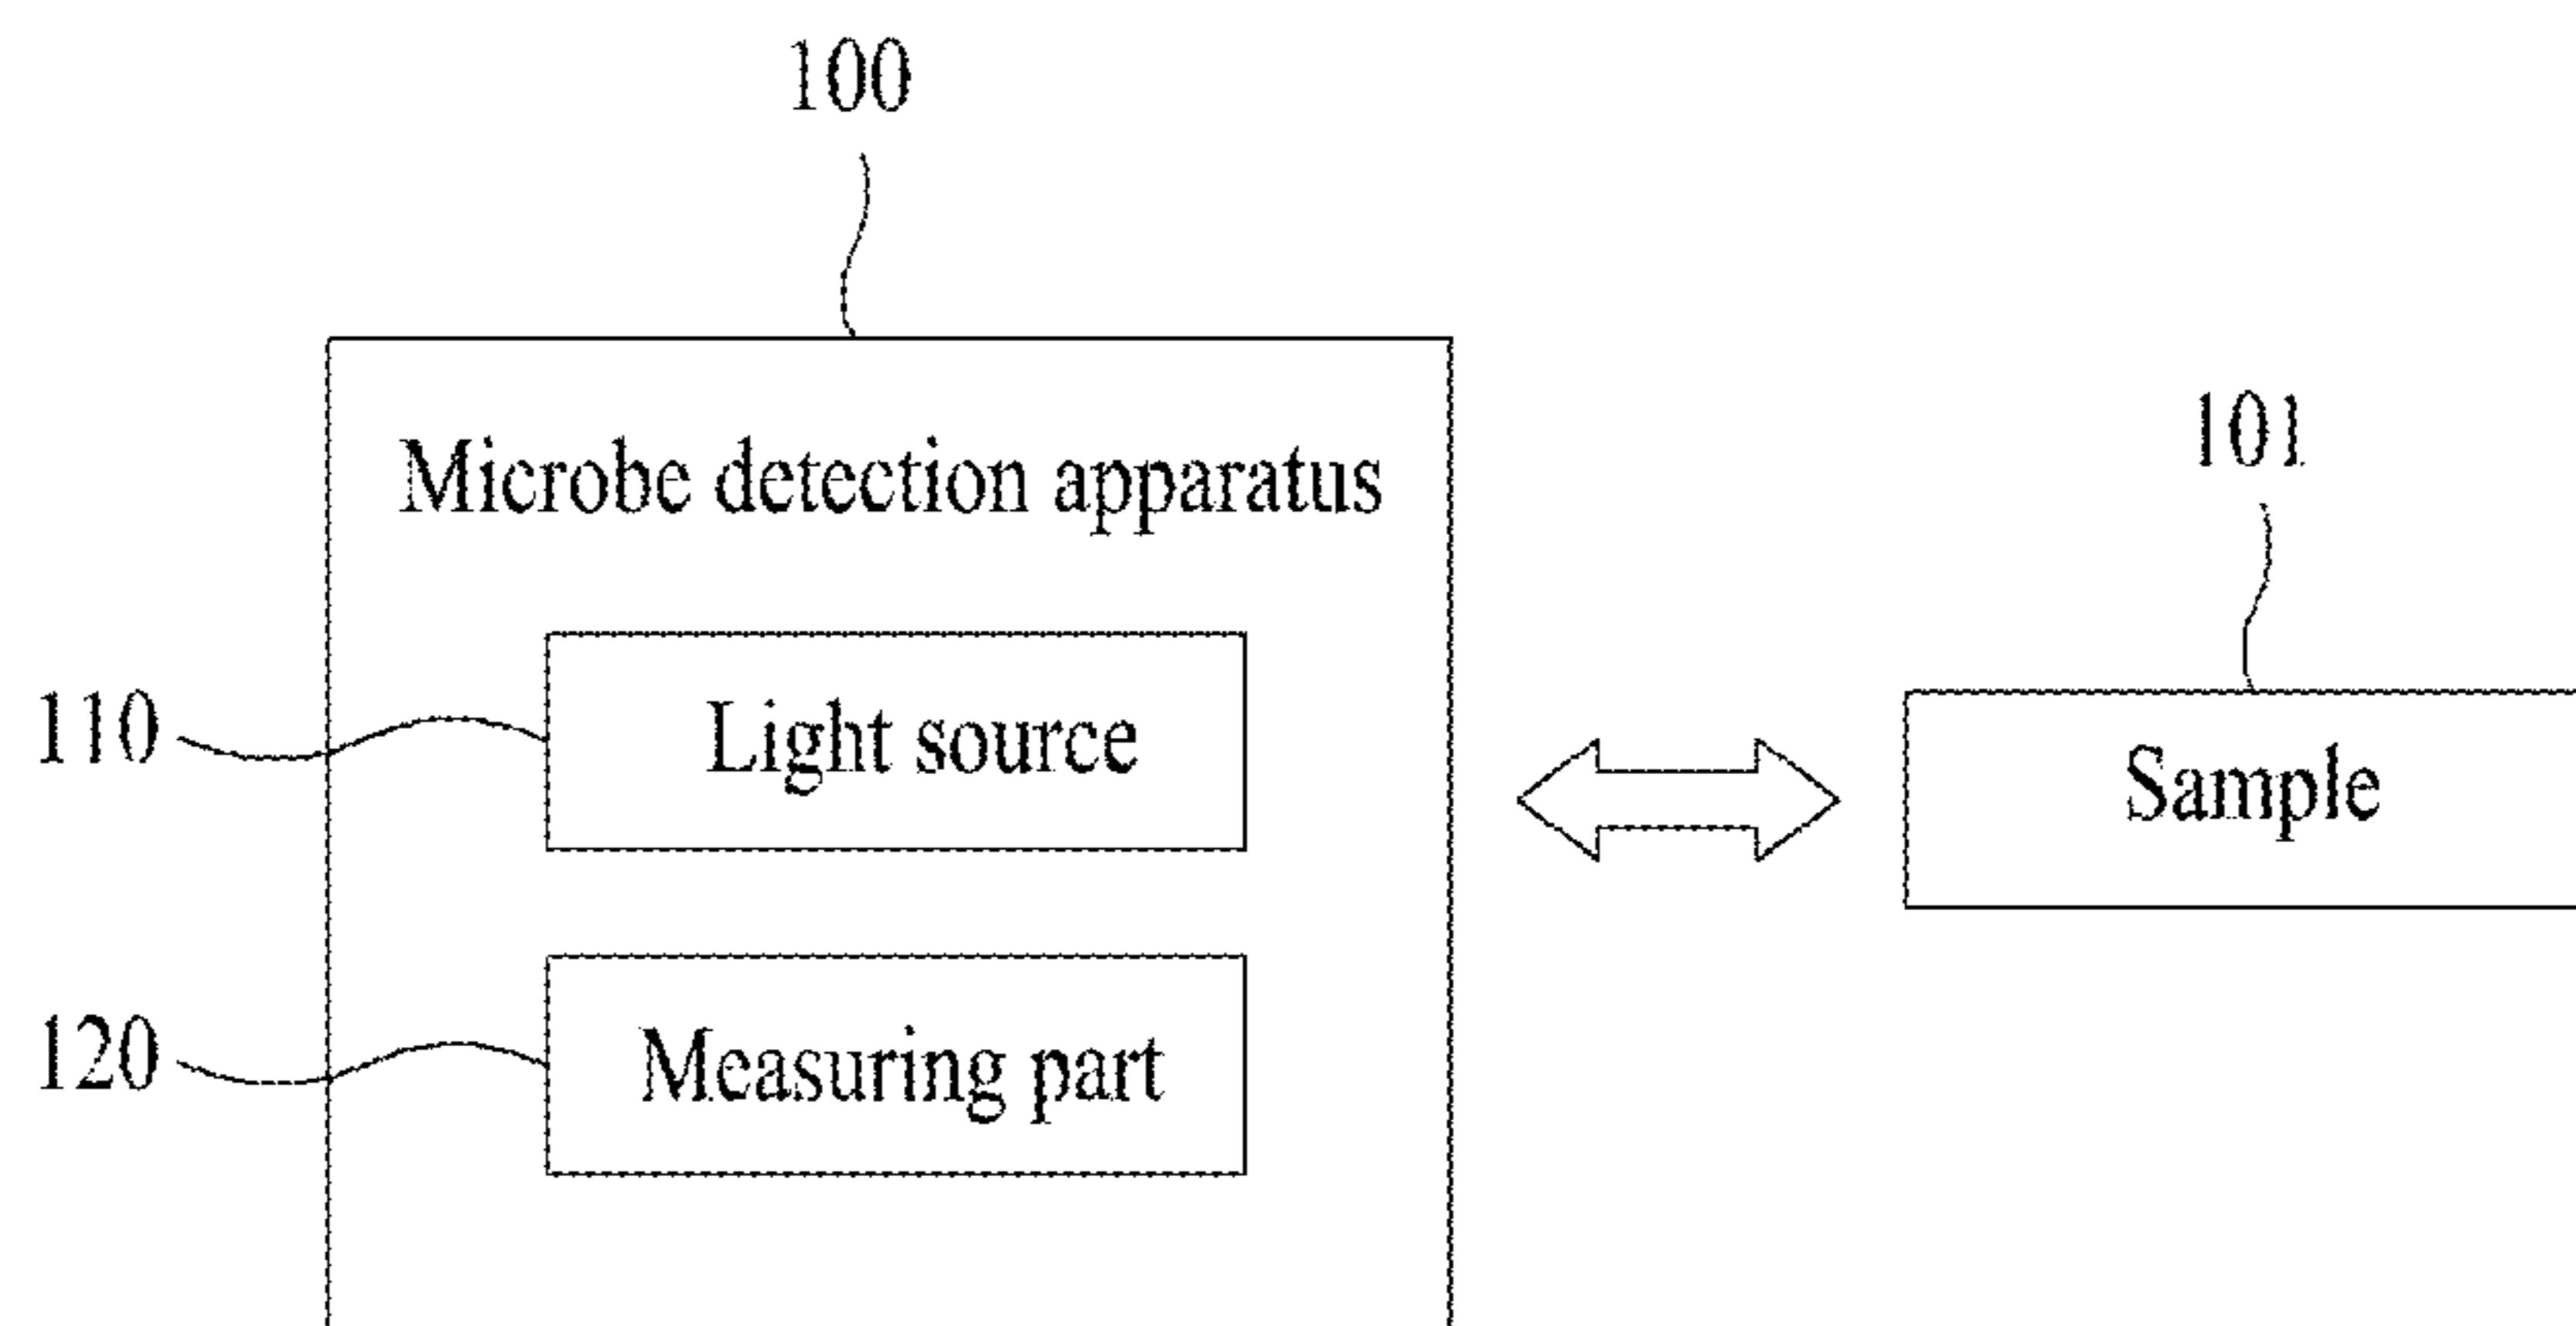 100
Microbe detection apparatus
101
110
Light source
Sample
120
Measuring part